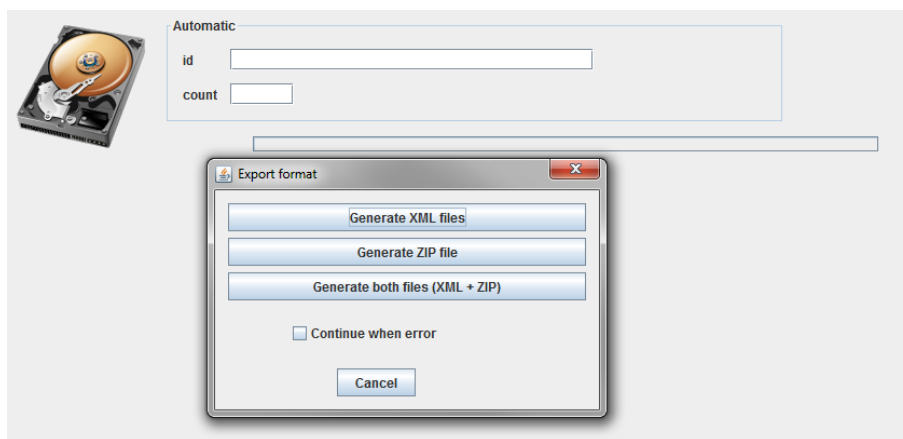 Automatic
id
count
Export format
Generate XML files
Generate ZIP file
Generate both files (XML + ZIP)
Continue when error
Cancel